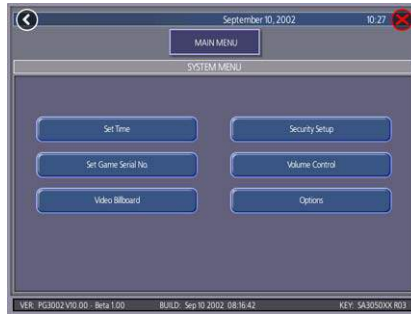 September 10, 2002 10:27
MAIN MENU
SYSTEM MENU
Set Time Security Setup
Set Game Serial No. Volume Control
Video Billboard Options
VER: PG3002 V10.00 - Beta 1.00 BUILD: Sep 10 2002 08:16:42 KEY: SA3050XX R03